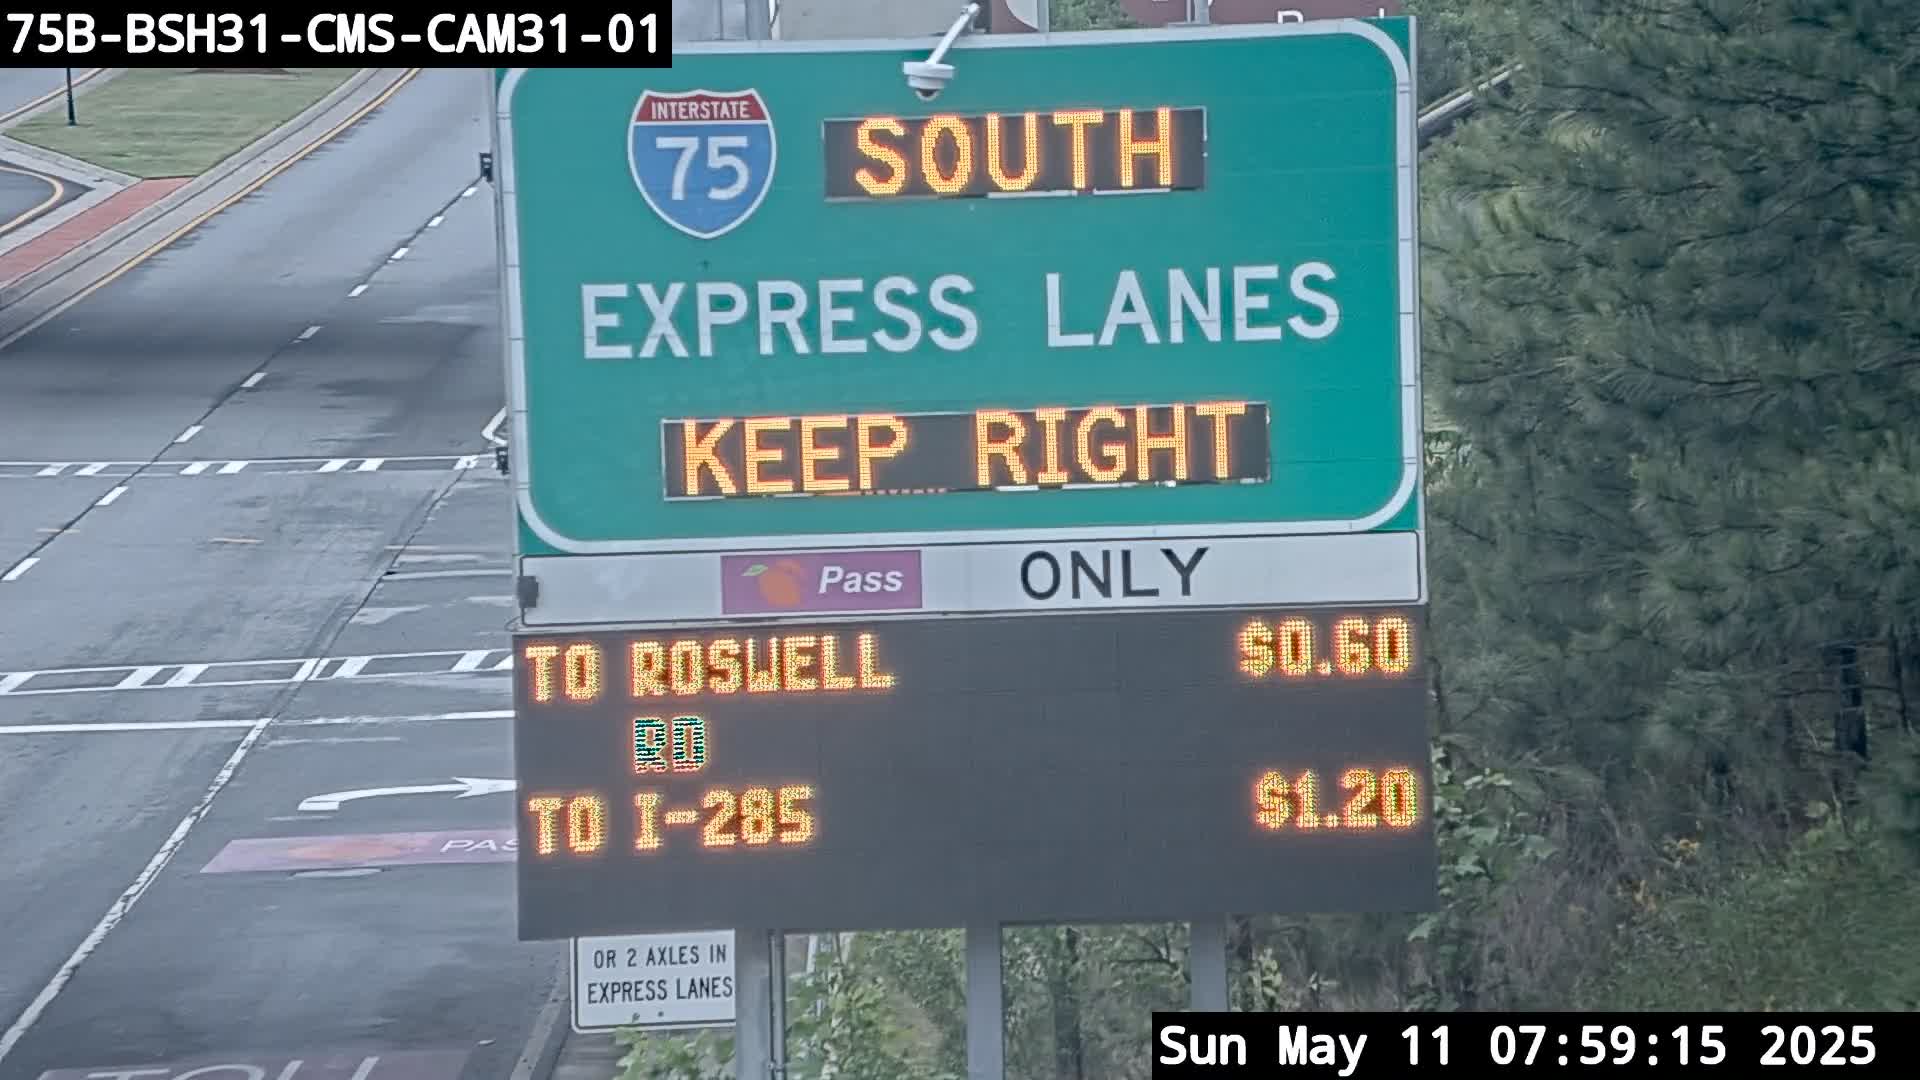 75B-BSH31-CMS-CAM31-01
INTERSTATE
75
SOUTH
EXPRESS LANES
KEEP RIGHT
Pass ONLY
TO ROSWELL $0.60
RD
TO I-285 $1.20
OR 2 AXLES IN
EXPRESS LANES
TOLL
Sun May 11 07:59:15 2025